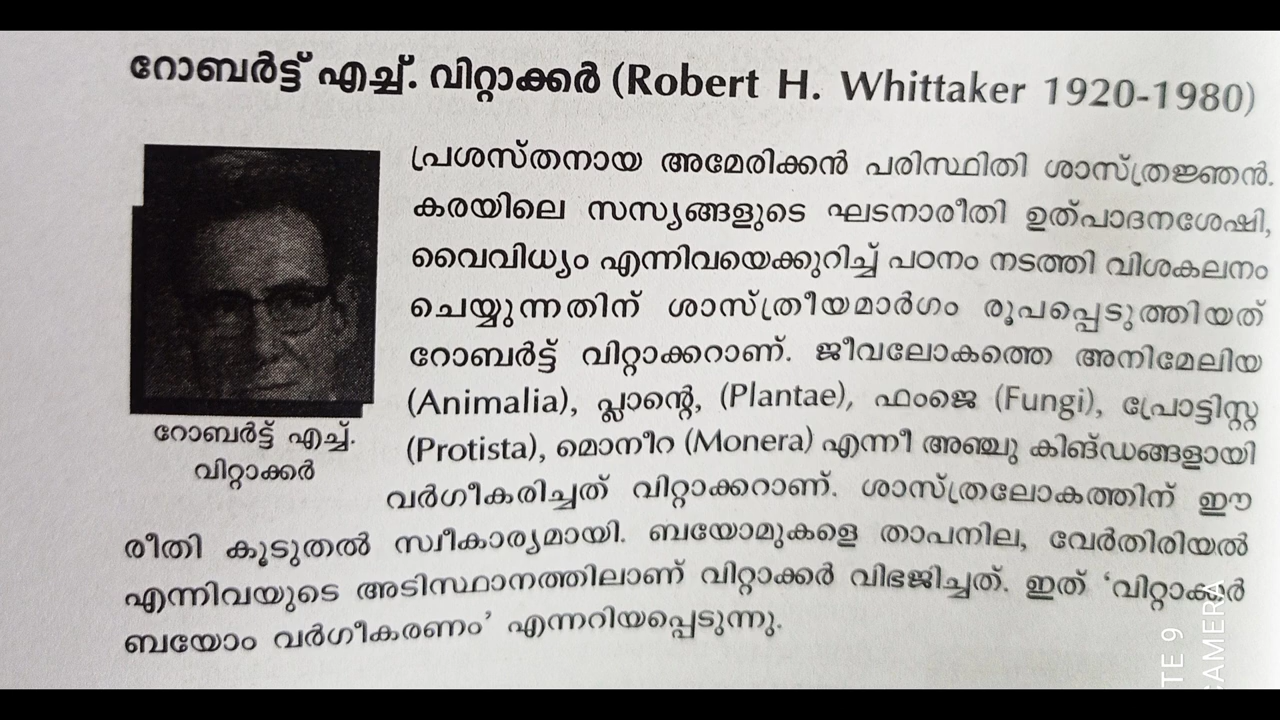 റോബർട്ട് എച്ച്. വിറ്റാക്കർ (Robert H. Whittaker 1920-1980)
പ്രശസ്തനായ അമേരിക്കൻ പരിസ്ഥിതി ശാസ്ത്രജ്ഞൻ.
കരയിലെ സസ്യങ്ങളുടെ ഘടനാരീതി ഉത്പാദനശേഷി,
വൈവിധ്യം എന്നിവയെക്കുറിച്ച് പഠനം നടത്തി വിശകലനം
ചെയ്യുന്നതിന് ശാസ്ത്രീയമാർഗം രൂപപ്പെടുത്തിയത്
റോബർട്ട് വിറ്റാക്കറാണ്. ജീവലോകത്തെ അനിമേലിയ
(Animalia), പ്ലാന്റെ, (Plantae), ഫംജെ (Fungi), പ്രോട്ടിസ്റ്റ
(Protista), മൊനീറ (Monera) എന്നീ അഞ്ചു കിങ്ഡങ്ങളായി
വർഗീകരിച്ചത് വിറ്റാക്കറാണ്. ശാസ്ത്രലോകത്തിന് ഈ
രീതി കൂടുതൽ സ്വീകാര്യമായി. ബയോമുകളെ താപനില, വേർതിരിയൽ
എന്നിവയുടെ അടിസ്ഥാനത്തിലാണ് വിറ്റാക്കർ വിഭജിച്ചത്. ഇത് ‘വിറ്റാക്കർ
ബയോം വർഗീകരണം’ എന്നറിയപ്പെടുന്നു.
റോബർട്ട് എച്ച്.
വിറ്റാക്കർ
TE 9
CAMERA